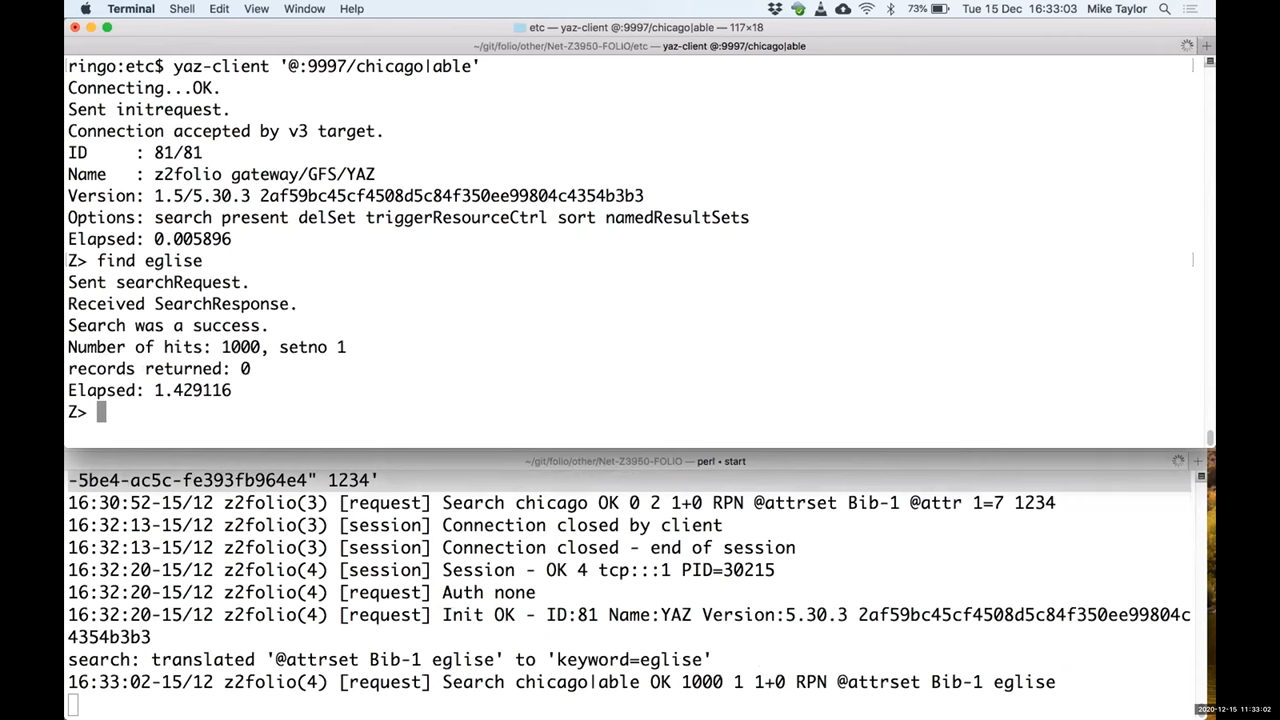 Terminal Shell Edit View Window Help 73% Tue 15 Dec 16:33:03 Mike Taylor
etc — yaz-client @:9997/chicago|able — 117×18
~/git/folio/other/Net-Z3950-FOLIO/etc — yaz-client @:9997/chicago|able
ringo:etc$ yaz-client '@:9997/chicago|able'
Connecting...OK.
Sent initrequest.
Connection accepted by v3 target.
ID     : 81/81
Name   : z2folio gateway/GFS/YAZ
Version: 1.5/5.30.3 2af59bc45cf4508d5c84f350ee99804c4354b3b3
Options: search present delSet triggerResourceCtrl sort namedResultSets
Elapsed: 0.005896
Z> find eglise
Sent searchRequest.
Received SearchResponse.
Search was a success.
Number of hits: 1000, setno 1
records returned: 0
Elapsed: 1.429116
Z>
~/git/folio/other/Net-Z3950-FOLIO — perl • start
-5be4-ac5c-fe393fb964e4" 1234'
16:30:52-15/12 z2folio(3) [request] Search chicago OK 0 2 1+0 RPN @attrset Bib-1 @attr 1=7 1234
16:32:13-15/12 z2folio(3) [session] Connection closed by client
16:32:13-15/12 z2folio(3) [session] Connection closed - end of session
16:32:20-15/12 z2folio(4) [session] Session - OK 4 tcp:::1 PID=30215
16:32:20-15/12 z2folio(4) [request] Auth none
16:32:20-15/12 z2folio(4) [request] Init OK - ID:81 Name:YAZ Version:5.30.3 2af59bc45cf4508d5c84f350ee99804c
4354b3b3
search: translated '@attrset Bib-1 eglise' to 'keyword=eglise'
16:33:02-15/12 z2folio(4) [request] Search chicago|able OK 1000 1 1+0 RPN @attrset Bib-1 eglise
2020-12-15 11:33:02